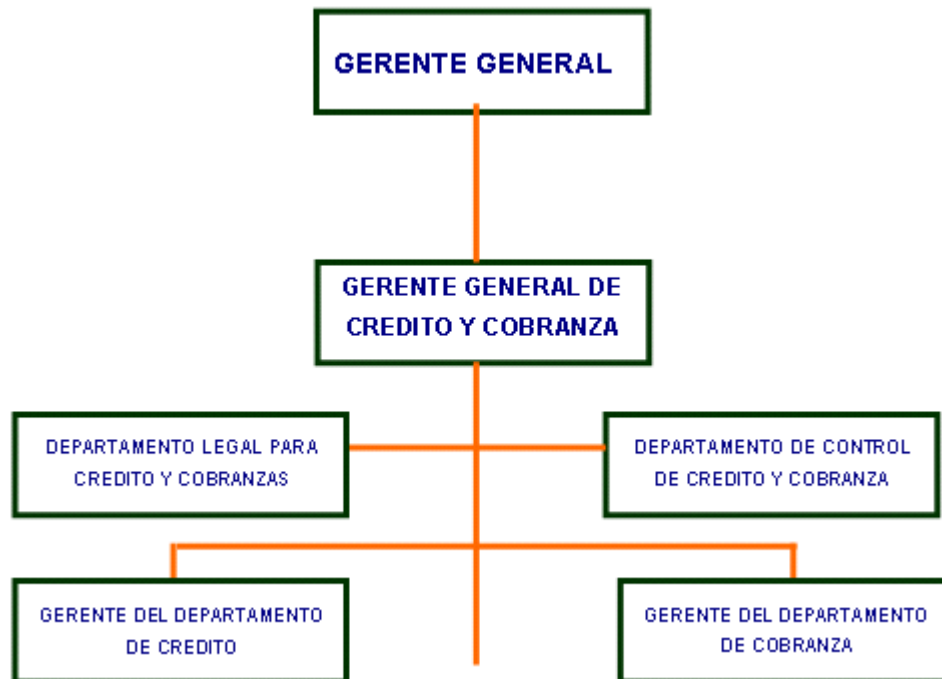 GERENTE GENERAL
GERENTE GENERAL DE
CREDITO Y COBRANZA
DEPARTAMENTO LEGAL PARA
CREDITO Y COBRANZAS
DEPARTAMENTO DE CONTROL
DE CREDITO Y COBRANZA
GERENTE DEL DEPARTAMENTO
DE CREDITO
GERENTE DEL DEPARTAMENTO
DE COBRANZA